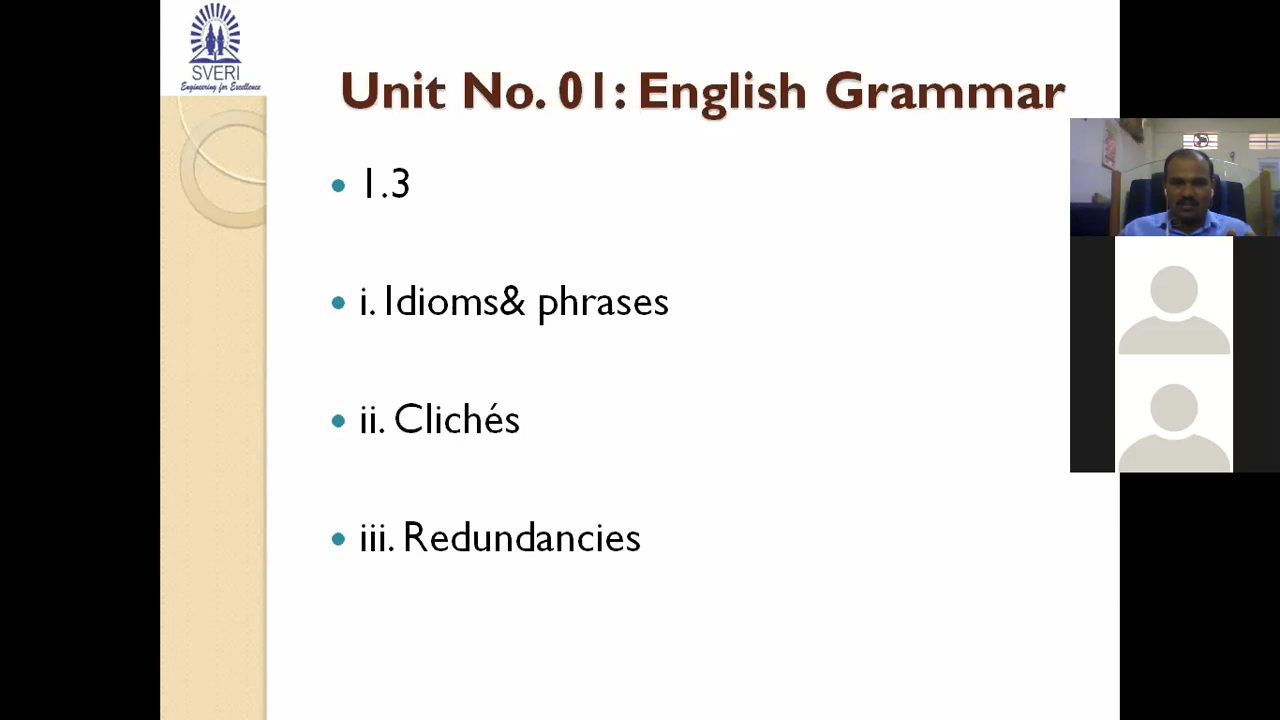 SVERI
Engineering for Excellence
Unit No. 01: English Grammar
1.3
i. Idioms& phrases
ii. Clichés
iii. Redundancies